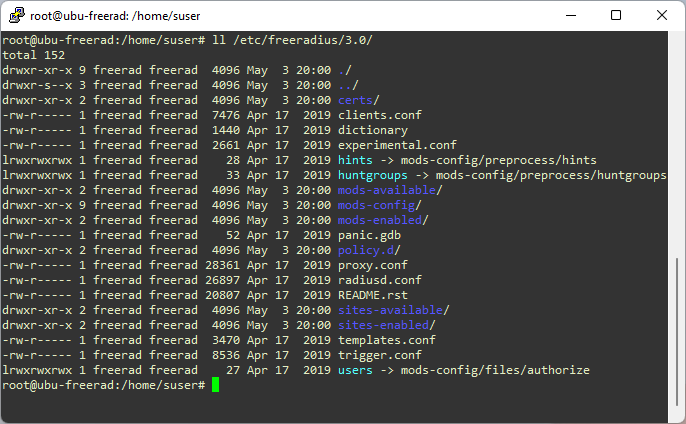 root@ubu-freerad: /home/suser
root@ubu-freerad:/home/suser# ll /etc/freeradius/3.0/
total 152
drwxr-xr-x 9 freerad freerad  4096 May  3 20:00 ./
drwxr-s--x 3 freerad freerad  4096 May  3 20:00 ../
drwxr-xr-x 2 freerad freerad  4096 May  3 20:00 certs/
-rw-r----- 1 freerad freerad  7476 Apr 17  2019 clients.conf
-rw-r----- 1 freerad freerad  1440 Apr 17  2019 dictionary
-rw-r----- 1 freerad freerad  2661 Apr 17  2019 experimental.conf
lrwxrwxrwx 1 freerad freerad    28 Apr 17  2019 hints -> mods-config/preprocess/hints
lrwxrwxrwx 1 freerad freerad    33 Apr 17  2019 huntgroups -> mods-config/preprocess/huntgroups
drwxr-xr-x 2 freerad freerad  4096 May  3 20:00 mods-available/
drwxr-xr-x 9 freerad freerad  4096 May  3 20:00 mods-config/
drwxr-xr-x 2 freerad freerad  4096 May  3 20:00 mods-enabled/
-rw-r----- 1 freerad freerad    52 Apr 17  2019 panic.gdb
drwxr-xr-x 2 freerad freerad  4096 May  3 20:00 policy.d/
-rw-r----- 1 freerad freerad 28361 Apr 17  2019 proxy.conf
-rw-r----- 1 freerad freerad 26897 Apr 17  2019 radiusd.conf
-rw-r----- 1 freerad freerad 20807 Apr 17  2019 README.rst
drwxr-xr-x 2 freerad freerad  4096 May  3 20:00 sites-available/
drwxr-xr-x 2 freerad freerad  4096 May  3 20:00 sites-enabled/
-rw-r----- 1 freerad freerad  3470 Apr 17  2019 templates.conf
-rw-r----- 1 freerad freerad  8536 Apr 17  2019 trigger.conf
lrwxrwxrwx 1 freerad freerad    27 Apr 17  2019 users -> mods-config/files/authorize
root@ubu-freerad:/home/suser#